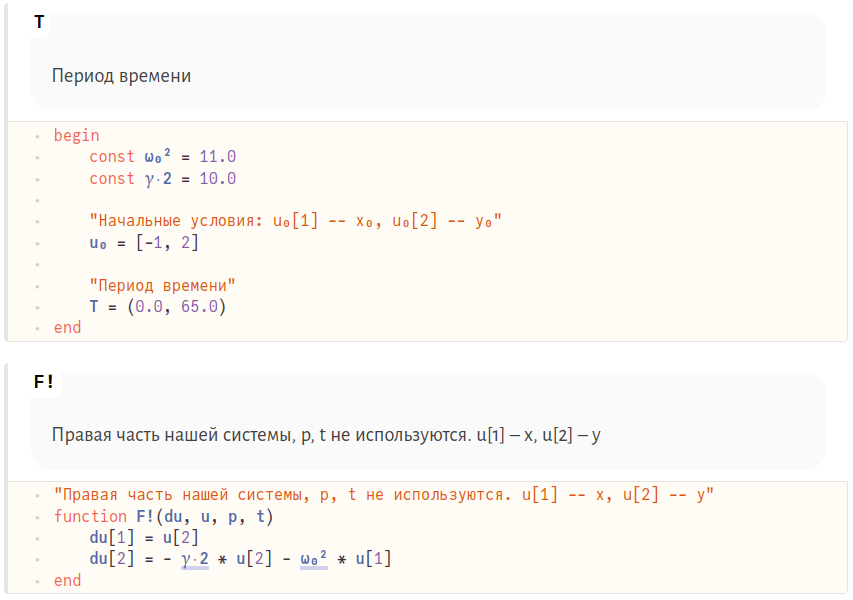 T
Период времени
begin
const ω₀² = 11.0
const γ·2 = 10.0
"Начальные условия: u₀[1] -- x₀, u₀[2] -- y₀"
u₀ = [-1, 2]
"Период времени"
T = (0.0, 65.0)
end
F!
Правая часть нашей системы, p, t не используются. u[1] – x, u[2] – y
"Правая часть нашей системы, p, t не используются. u[1] -- x, u[2] -- y"
function F!(du, u, p, t)
du[1] = u[2]
du[2] = - γ·2 * u[2] - ω₀² * u[1]
end